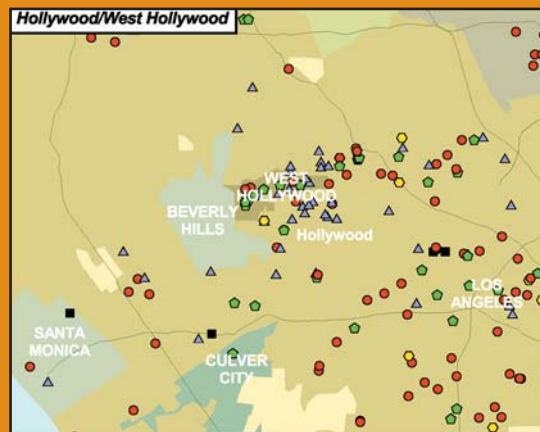 Hollywood/West Hollywood
WEST
HOLLYWOOD
BEVERLY
HILLS
Hollywood
LOS
ANGELES
SANTA
MONICA
CULVER
CITY